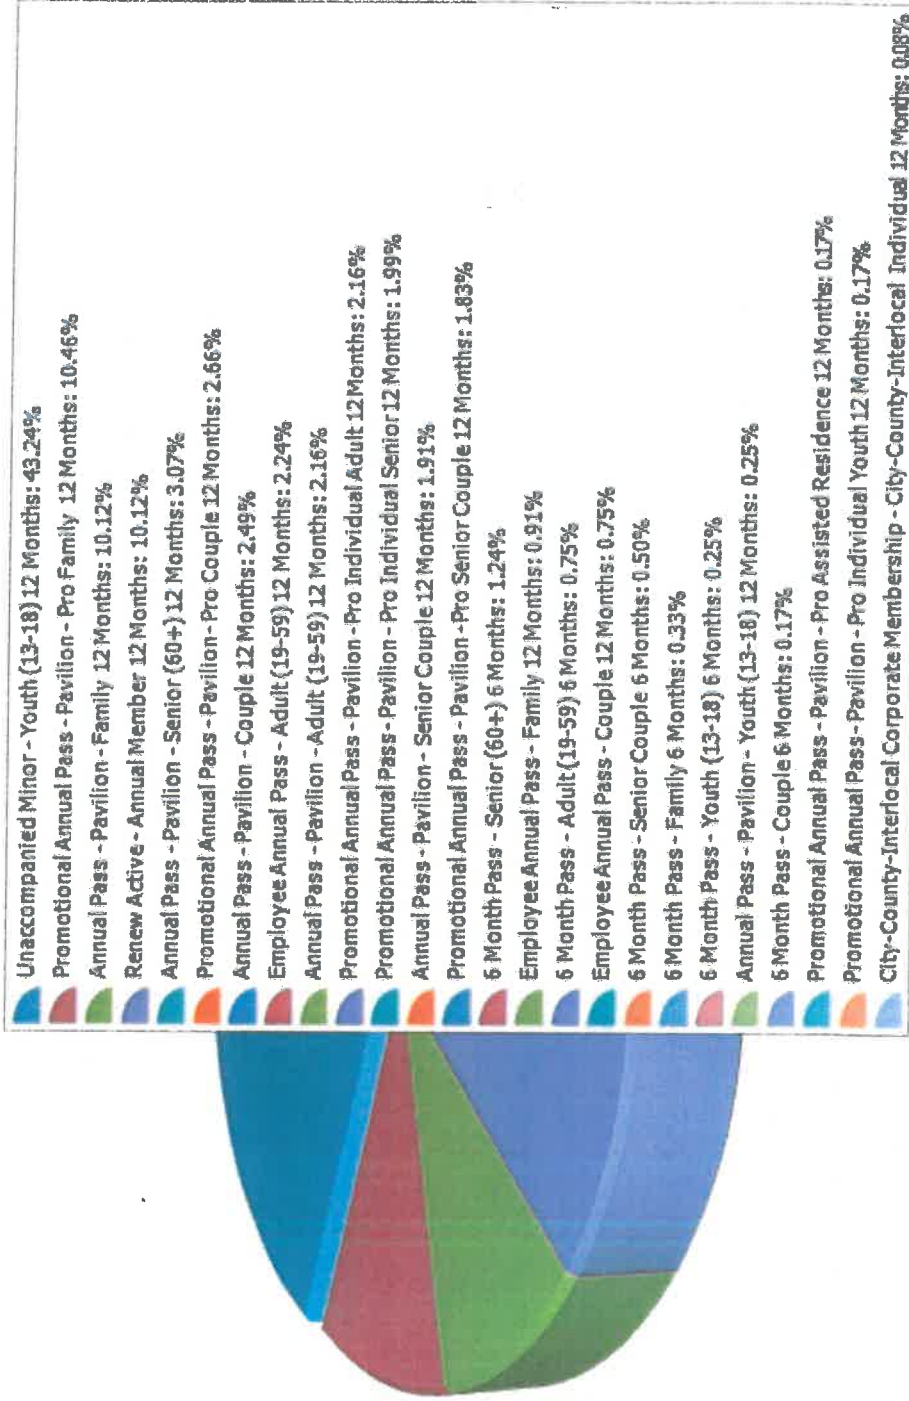 Unaccompanied Minor - Youth (13-18) 12 Months: 43.24%
Promotional Annual Pass - Pavilion - Pro Family 12 Months: 10.46%
Annual Pass - Pavilion - Family 12 Months: 10.12%
Renew Active - Annual Member 12 Months: 10.12%
Annual Pass - Pavilion - Senior (60+) 12 Months: 3.07%
Promotional Annual Pass - Pavilion - Pro Couple 12 Months: 2.66%
Annual Pass - Pavilion - Couple 12 Months: 2.49%
Employee Annual Pass - Adult (19-59) 12 Months: 2.24%
Annual Pass - Pavilion - Adult (19-59) 12 Months: 2.16%
Promotional Annual Pass - Pavilion - Pro Individual Adult 12 Months: 2.16%
Promotional Annual Pass - Pavilion - Pro Individual Senior 12 Months: 1.99%
Annual Pass - Pavilion - Senior Couple 12 Months: 1.91%
Promotional Annual Pass - Pavilion - Pro Senior Couple 12 Months: 1.83%
6 Month Pass - Senior (60+) 6 Months: 1.24%
Employee Annual Pass - Family 12 Months: 0.91%
6 Month Pass - Adult (19-59) 6 Months: 0.75%
Employee Annual Pass - Couple 12 Months: 0.75%
6 Month Pass - Senior Couple 6 Months: 0.50%
6 Month Pass - Family 6 Months: 0.33%
6 Month Pass - Youth (13-18) 6 Months: 0.25%
Annual Pass - Pavilion - Youth (13-18) 12 Months: 0.25%
6 Month Pass - Couple 6 Months: 0.17%
Promotional Annual Pass - Pavilion - Pro Assisted Residence 12 Months: 0.17%
Promotional Annual Pass - Pavilion - Pro Individual Youth 12 Months: 0.17%
City-County-Interlocal Corporate Membership - City-County-Interlocal Individual 12 Months: 0.08%